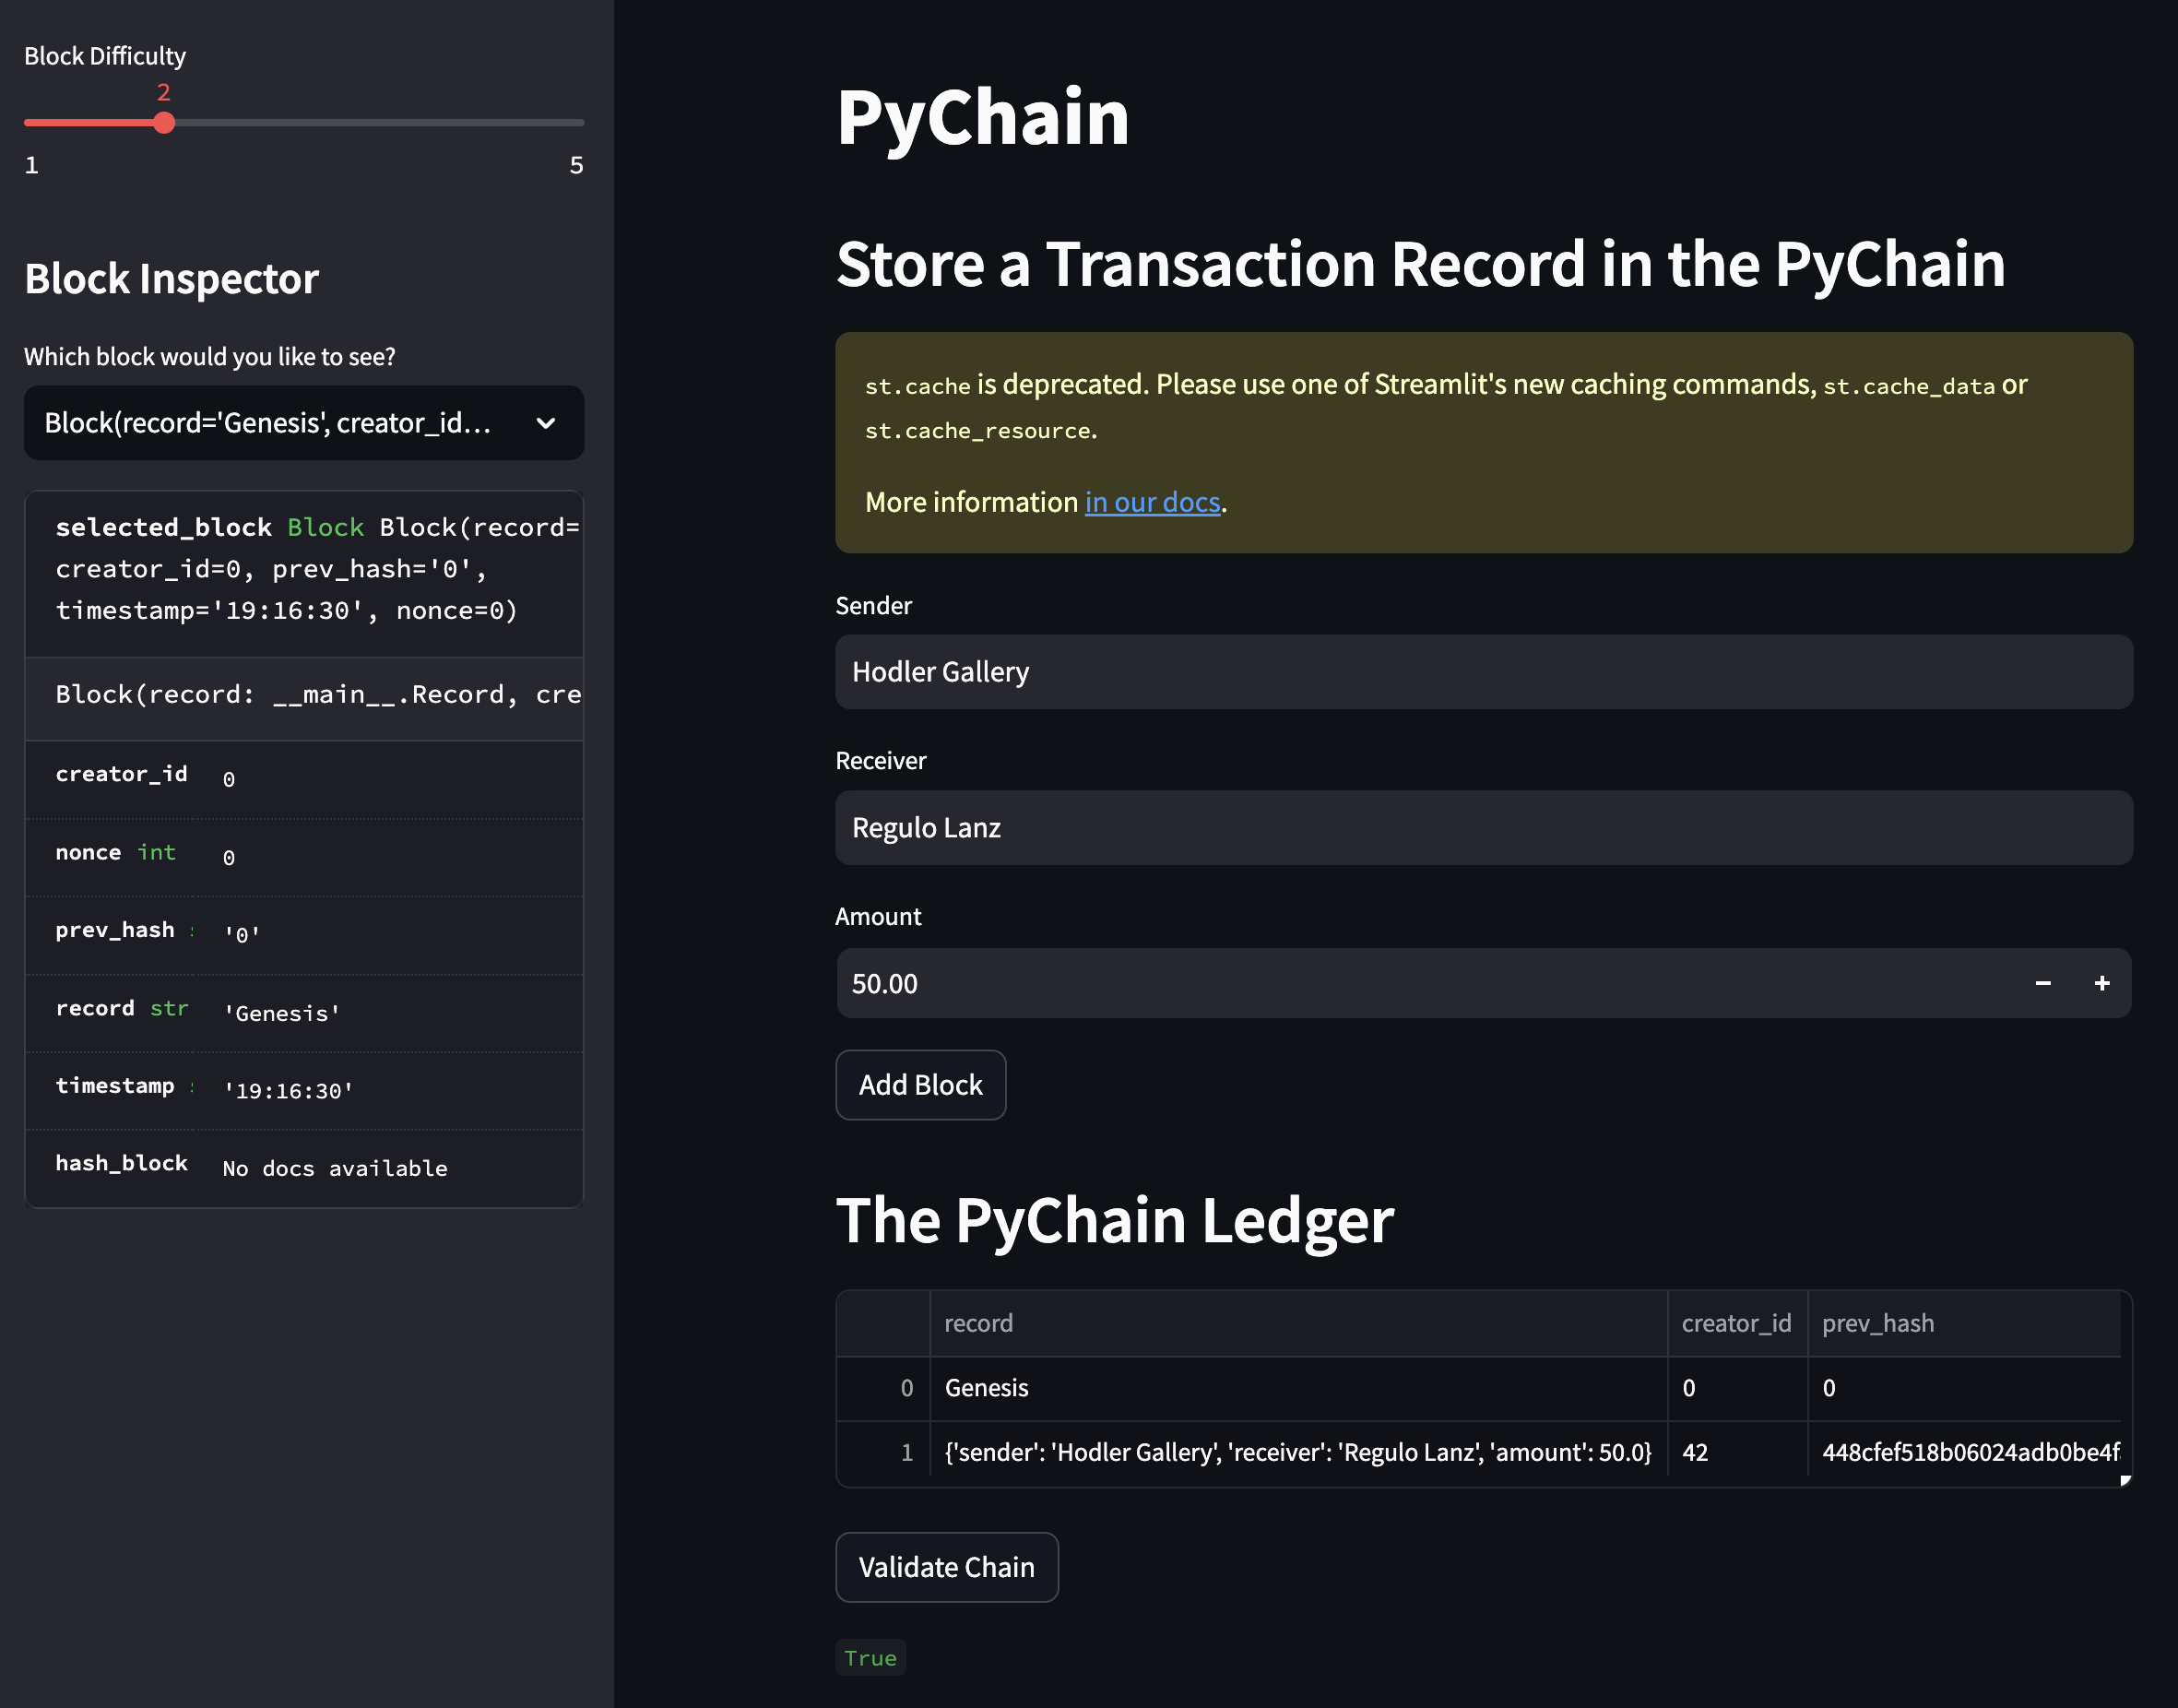 Block Difficulty
2
1 5
Block Inspector
Which block would you like to see?
Block(record='Genesis', creator_id...
selected_block Block Block(record=
creator_id=0, prev_hash='0',
timestamp='19:16:30', nonce=0)
Block(record: __main__.Record, cre
creator_id 0
nonce int 0
prev_hash '0'
record str 'Genesis'
timestamp '19:16:30'
hash_block No docs available
PyChain
Store a Transaction Record in the PyChain
st.cache is deprecated. Please use one of Streamlit's new caching commands, st.cache_data or
st.cache_resource.
More information in our docs.
Sender
Hodler Gallery
Receiver
Regulo Lanz
Amount
50.00 − +
Add Block
The PyChain Ledger
record creator_id prev_hash
0 Genesis 0 0
1 {'sender': 'Hodler Gallery', 'receiver': 'Regulo Lanz', 'amount': 50.0} 42 448cfef518b06024adb0be4f
Validate Chain
True